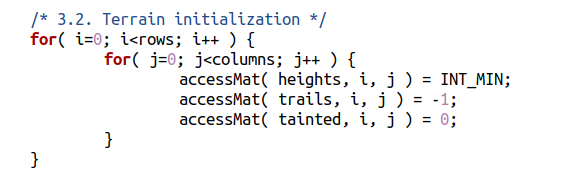 /* 3.2. Terrain initialization */
for( i=0; i<rows; i++ ) {
        for( j=0; j<columns; j++ ) {
                accessMat( heights, i, j ) = INT_MIN;
                accessMat( trails, i, j ) = -1;
                accessMat( tainted, i, j ) = 0;
        }
}